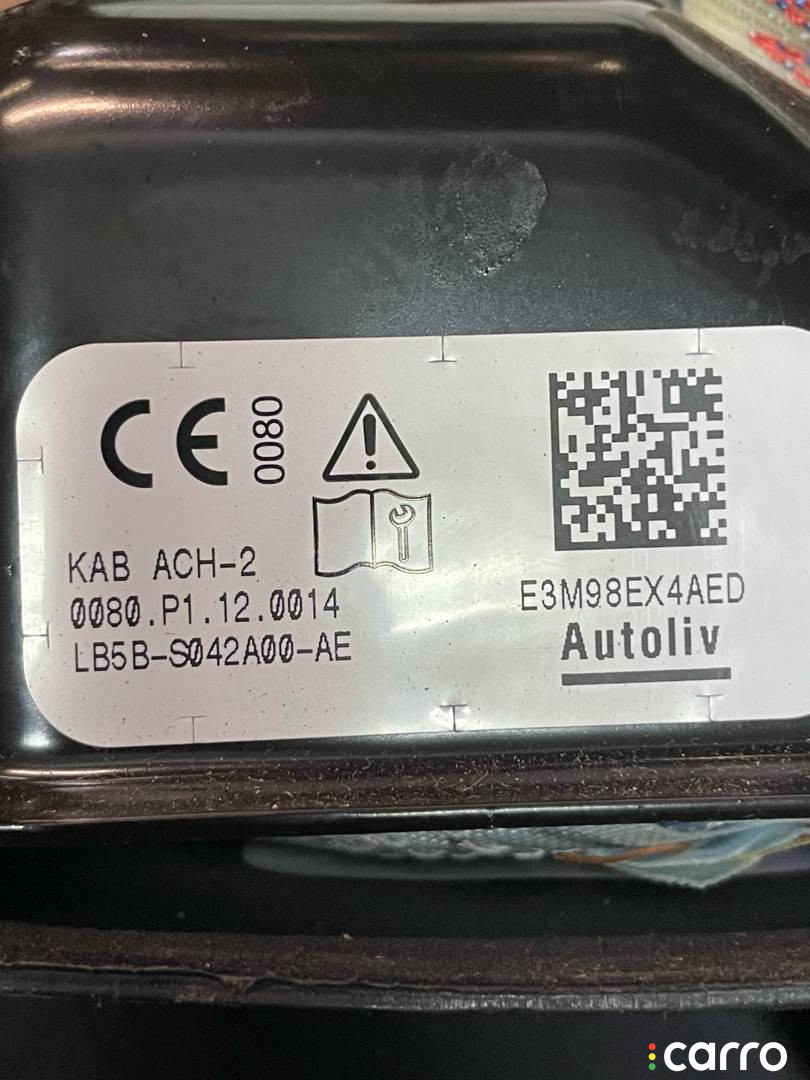 CE 0080
KAB ACH-2
0080.P1.12.0014
LB5B-S042A00-AE
E3M98EX4AED
Autoliv
carro